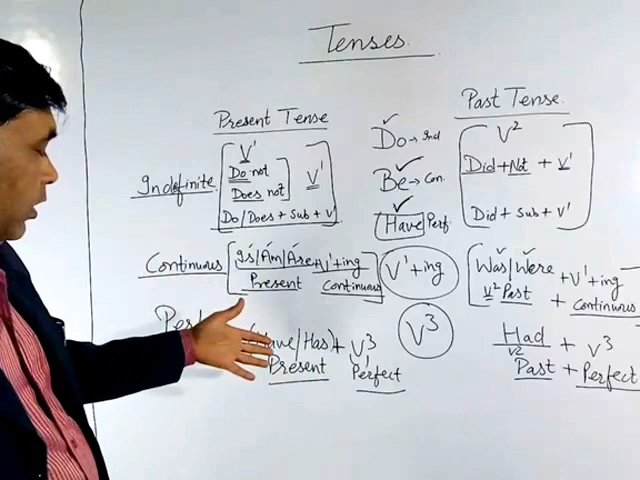 Tenses.
Present Tense
Past Tense.
Indefinite
V¹
Do not
Does not
V¹
Do/Does + Sub + V¹
Do → Ind
Be → Con.
Have Perf.
V²
Did + Not + V¹
Did + Sub + V¹
Continuous
Is/Am/Are + V¹ + ing
Present Continuous
V¹ + ing
Was/Were + V¹ + ing
V² Past + Continuous
(Have/Has) + V³
Present Perfect
V³
Had + V³
V²
Past + Perfect